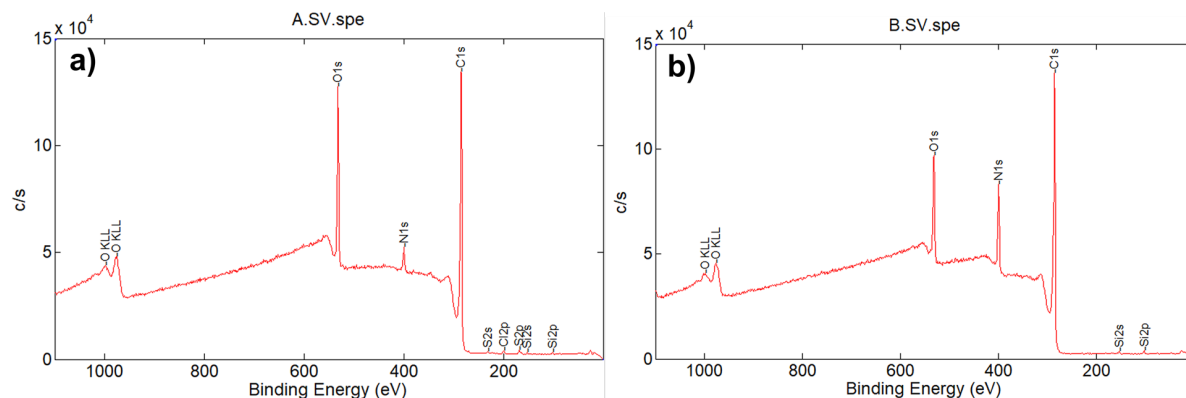 A.SV.spe
a)
x 10⁴
15
10
5
0
c/s
O KLL
O KLL
O1s
N1s
C1s
S2s
Cl2p
S2p
Si2s
Si2p
1000 800 600 400 200
Binding Energy (eV)
B.SV.spe
b)
x 10⁴
15
10
5
0
c/s
O KLL
O KLL
O1s
N1s
C1s
Si2s
Si2p
1000 800 600 400 200
Binding Energy (eV)